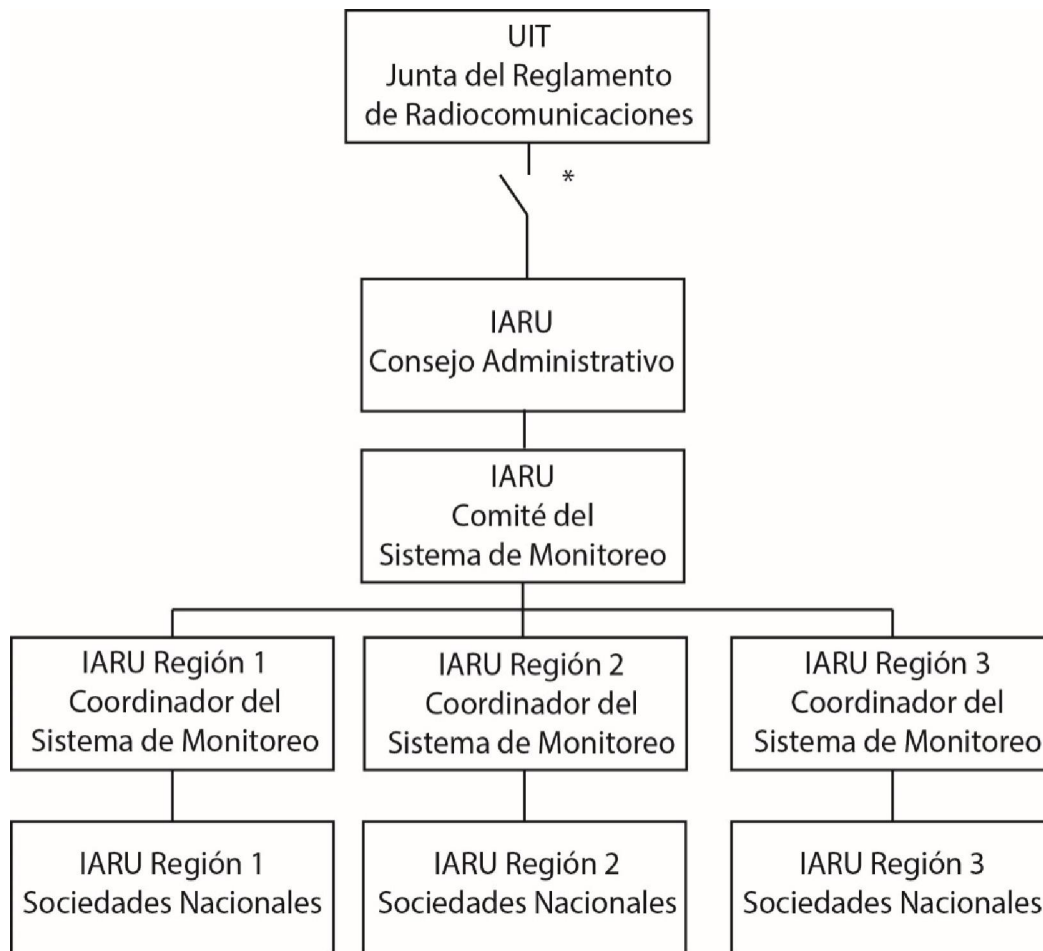 UIT
Junta del Reglamento
de Radiocomunicaciones
*
IARU
Consejo Administrativo
IARU
Comité del
Sistema de Monitoreo
IARU Región 1
Coordinador del
Sistema de Monitoreo
IARU Región 2
Coordinador del
Sistema de Monitoreo
IARU Región 3
Coordinador del
Sistema de Monitoreo
IARU Región 1
Sociedades Nacionales
IARU Región 2
Sociedades Nacionales
IARU Región 3
Sociedades Nacionales